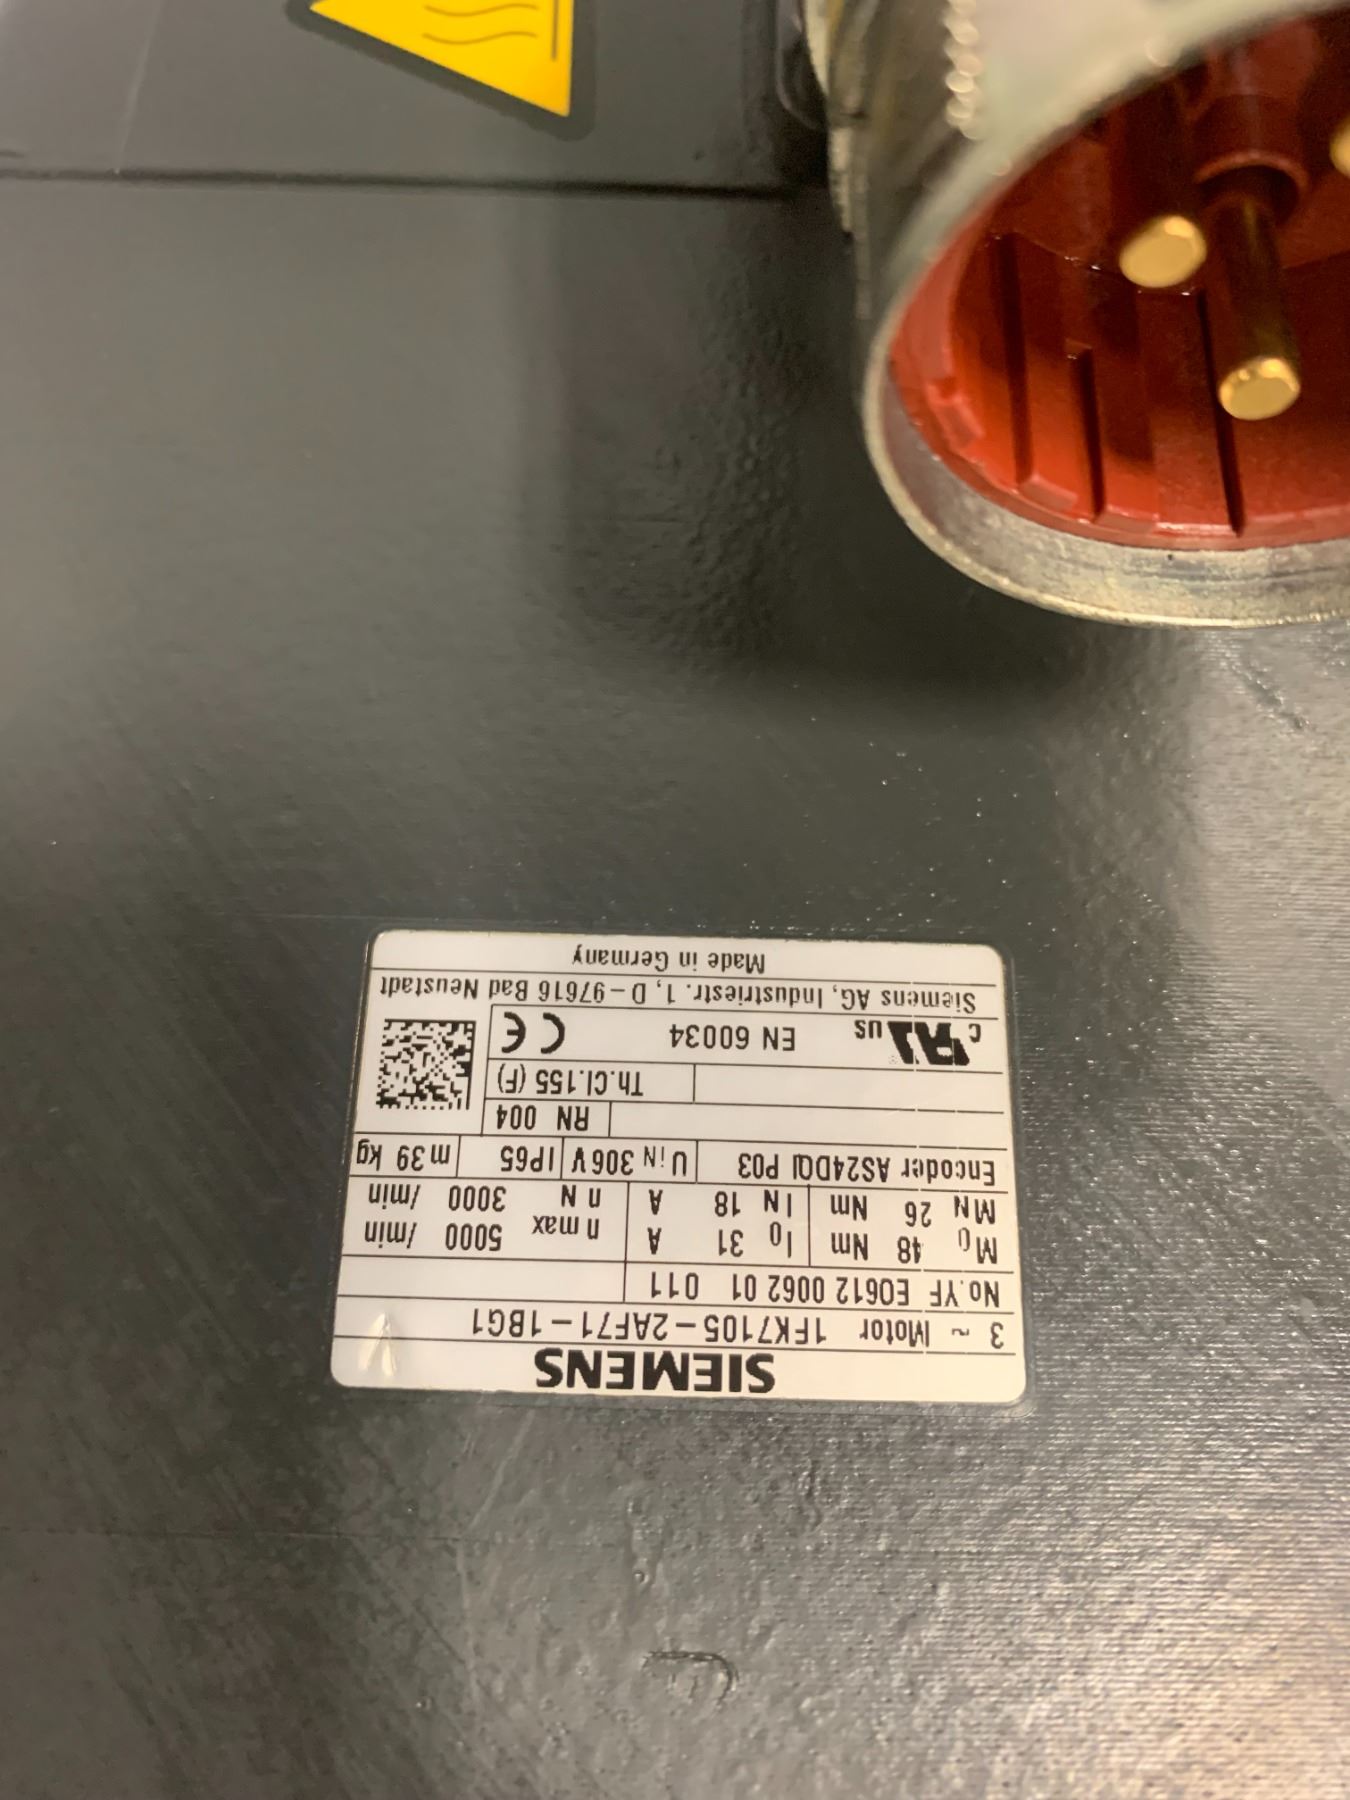 SIEMENS
3 ~ Motor 1FK7105-2AF71-1BG1
No.YF E0612 0062 01 011
M0 48 Nm I0 31 A n max 5000 /min
MN 26 Nm IN 18 A n N 3000 /min
Encoder AS24DQI P03 UiN 306V IP65 m 39 kg
RN 004
Th.Cl.155 (F)
c RU us EN 60034 CE
Siemens AG, Industriestr. 1, D-97616 Bad Neustadt
Made in Germany